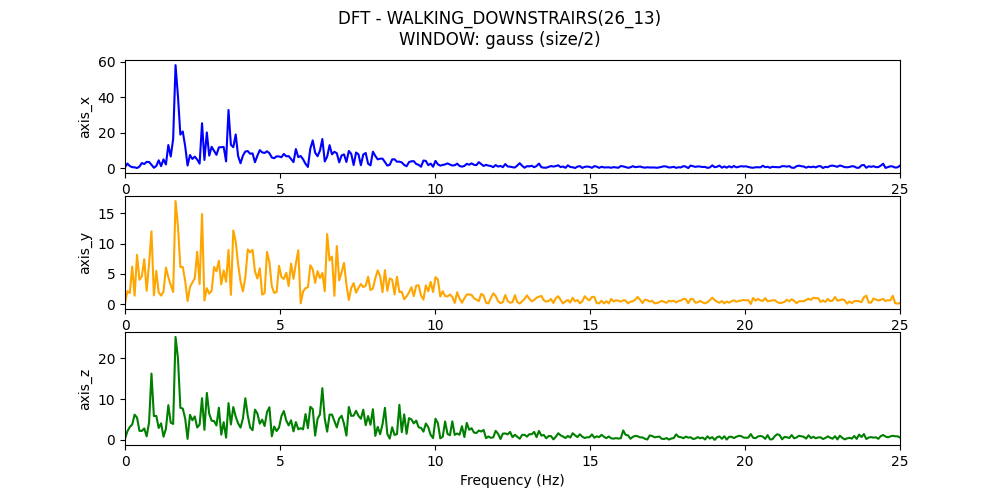 DFT - WALKING_DOWNSTAIRS(26_13)
WINDOW: gauss (size/2)
60
40
20
0
axis_x
0 5 10 15 20 25
15
10
5
0
axis_y
0 5 10 15 20 25
20
10
0
axis_z
0 5 10 15 20 25
Frequency (Hz)